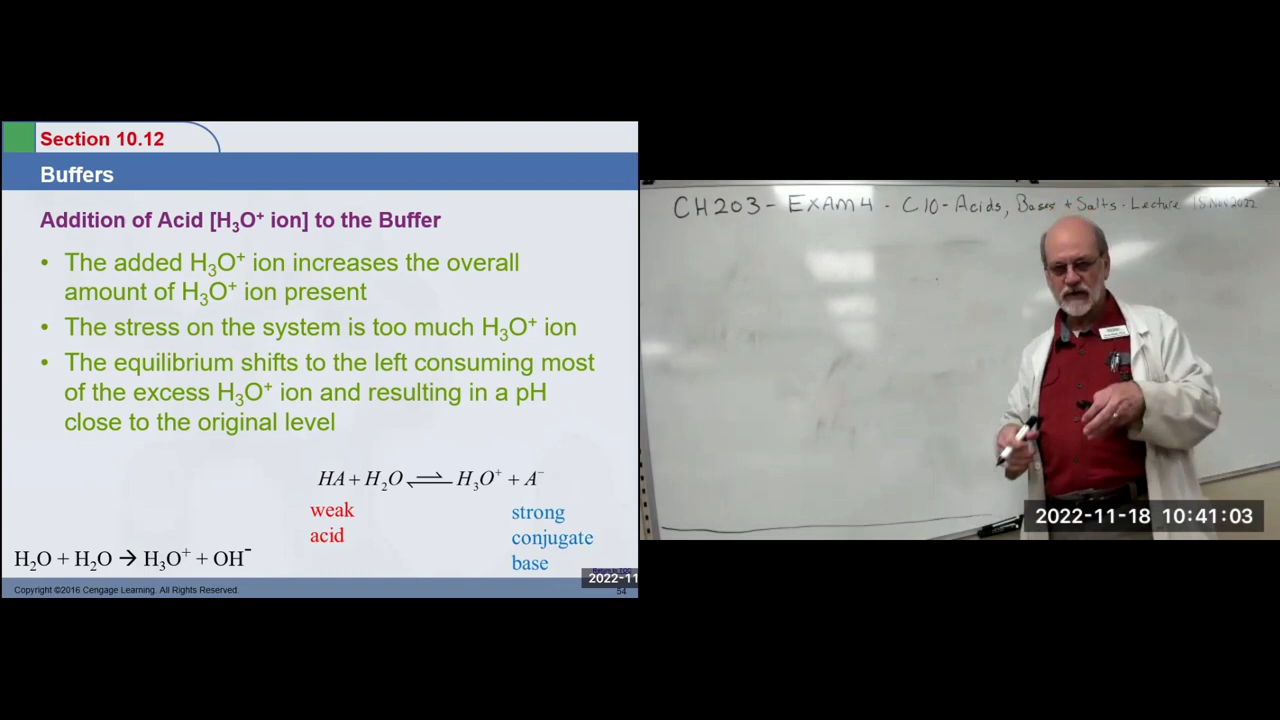 Section 10.12
Buffers
Addition of Acid [H₃O⁺ ion] to the Buffer
• The added H₃O⁺ ion increases the overall
amount of H₃O⁺ ion present
• The stress on the system is too much H₃O⁺ ion
• The equilibrium shifts to the left consuming most
of the excess H₃O⁺ ion and resulting in a pH
close to the original level
HA + H₂O ⇌ H₃O⁺ + A⁻
weak
acid
strong
conjugate
base
H₂O + H₂O → H₃O⁺ + OH⁻
Copyright ©2016 Cengage Learning. All Rights Reserved.
2022-11
54
CH203 - EXAM 4 - C10 - Acids, Bases + Salts - Lecture Nov 2022
2022-11-18 10:41:03